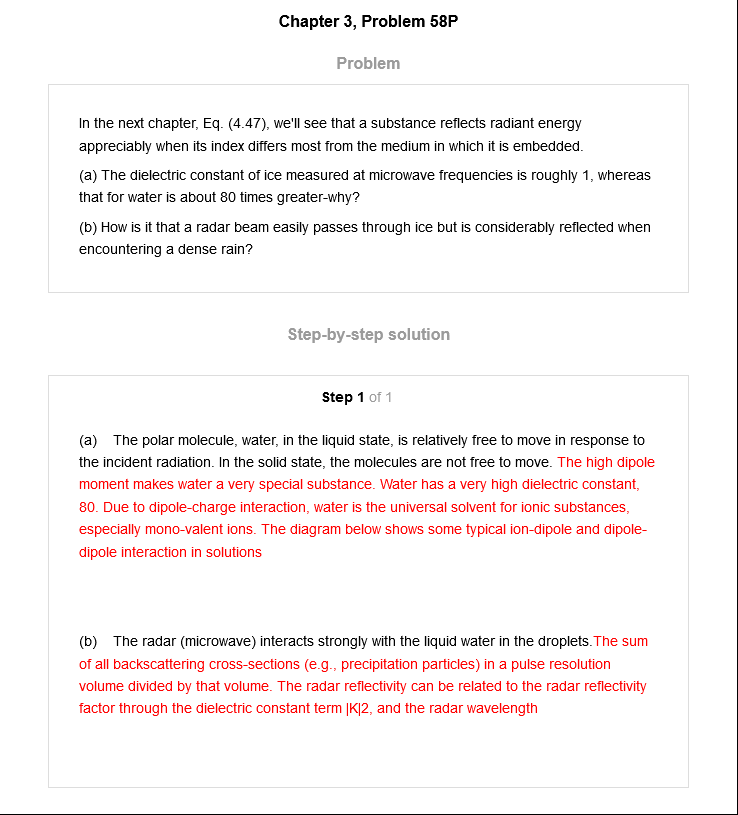 Chapter 3, Problem 58P
Problem
In the next chapter, Eq. (4.47), we'll see that a substance reflects radiant energy
appreciably when its index differs most from the medium in which it is embedded.
(a) The dielectric constant of ice measured at microwave frequencies is roughly 1, whereas
that for water is about 80 times greater-why?
(b) How is it that a radar beam easily passes through ice but is considerably reflected when
encountering a dense rain?
Step-by-step solution
Step 1 of 1
(a) The polar molecule, water, in the liquid state, is relatively free to move in response to
the incident radiation. In the solid state, the molecules are not free to move. The high dipole
moment makes water a very special substance. Water has a very high dielectric constant,
80. Due to dipole-charge interaction, water is the universal solvent for ionic substances,
especially mono-valent ions. The diagram below shows some typical ion-dipole and dipole-
dipole interaction in solutions
(b) The radar (microwave) interacts strongly with the liquid water in the droplets.The sum
of all backscattering cross-sections (e.g., precipitation particles) in a pulse resolution
volume divided by that volume. The radar reflectivity can be related to the radar reflectivity
factor through the dielectric constant term |K|2, and the radar wavelength